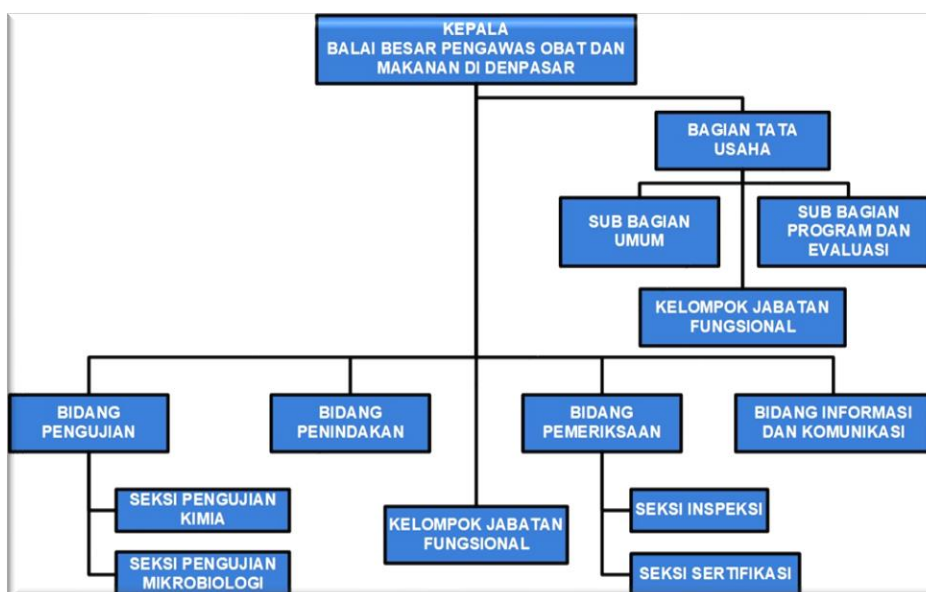 KEPALA
BALAI BESAR PENGAWAS OBAT DAN
MAKANAN DI DENPASAR
BAGIAN TATA
USAHA
SUB BAGIAN
UMUM
SUB BAGIAN
PROGRAM DAN
EVALUASI
KELOMPOK JABATAN
FUNGSIONAL
BIDANG
PENGUJIAN
BIDANG
PENINDAKAN
BIDANG
PEMERIKSAAN
BIDANG INFORMASI
DAN KOMUNIKASI
SEKSI PENGUJIAN
KIMIA
SEKSI PENGUJIAN
MIKROBIOLOGI
KELOMPOK JABATAN
FUNGSIONAL
SEKSI INSPEKSI
SEKSI SERTIFIKASI